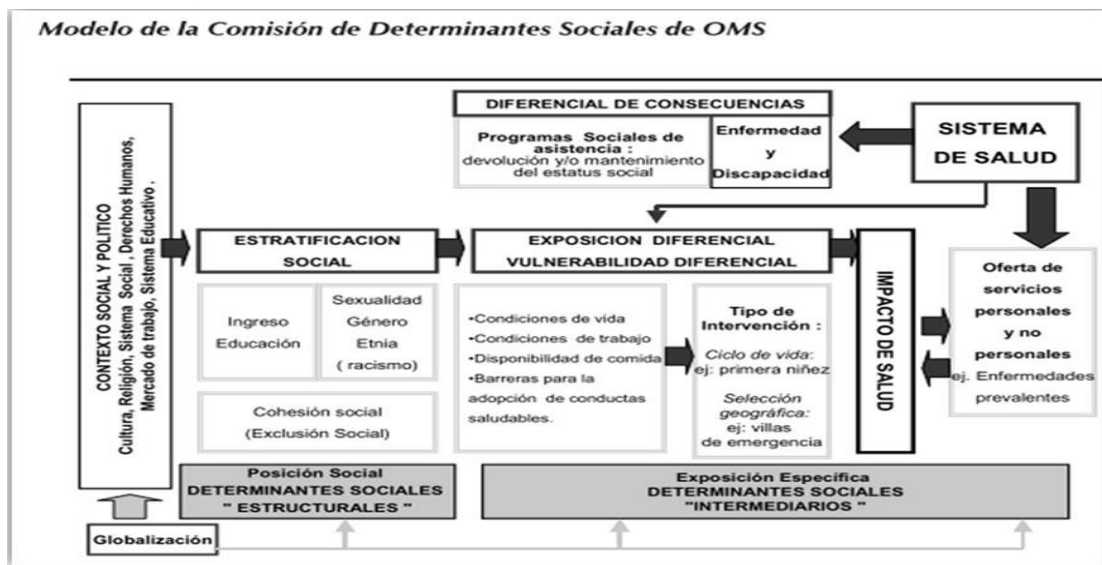 Modelo de la Comisión de Determinantes Sociales de OMS
DIFERENCIAL DE CONSECUENCIAS
Programas Sociales de
asistencia :
devolución y/o mantenimiento
del estatus social
Enfermedad
y
Discapacidad
SISTEMA
DE SALUD
CONTEXTO SOCIAL Y POLITICO
Cultura, Religión, Sistema Social, Derechos Humanos,
Mercado de trabajo, Sistema Educativo .
ESTRATIFICACION
SOCIAL
EXPOSICION DIFERENCIAL
VULNERABILIDAD DIFERENCIAL
Ingreso
Educación
Sexualidad
Género
Etnia
( racismo)
Cohesión social
(Exclusión Social)
•Condiciones de vida
•Condiciones de trabajo
•Disponibilidad de comida
•Barreras para la
adopción de conductas
saludables.
Tipo de
Intervención :
Ciclo de vida:
ej: primera niñez
Selección
geográfica:
ej: villas
de emergencia
IMPACTO DE SALUD
Oferta de
servicios
personales
y no
personales
ej. Enfermedades
prevalentes
Posición Social
DETERMINANTES SOCIALES
" ESTRUCTURALES "
Exposición Específica
DETERMINANTES SOCIALES
"INTERMEDIARIOS "
Globalización